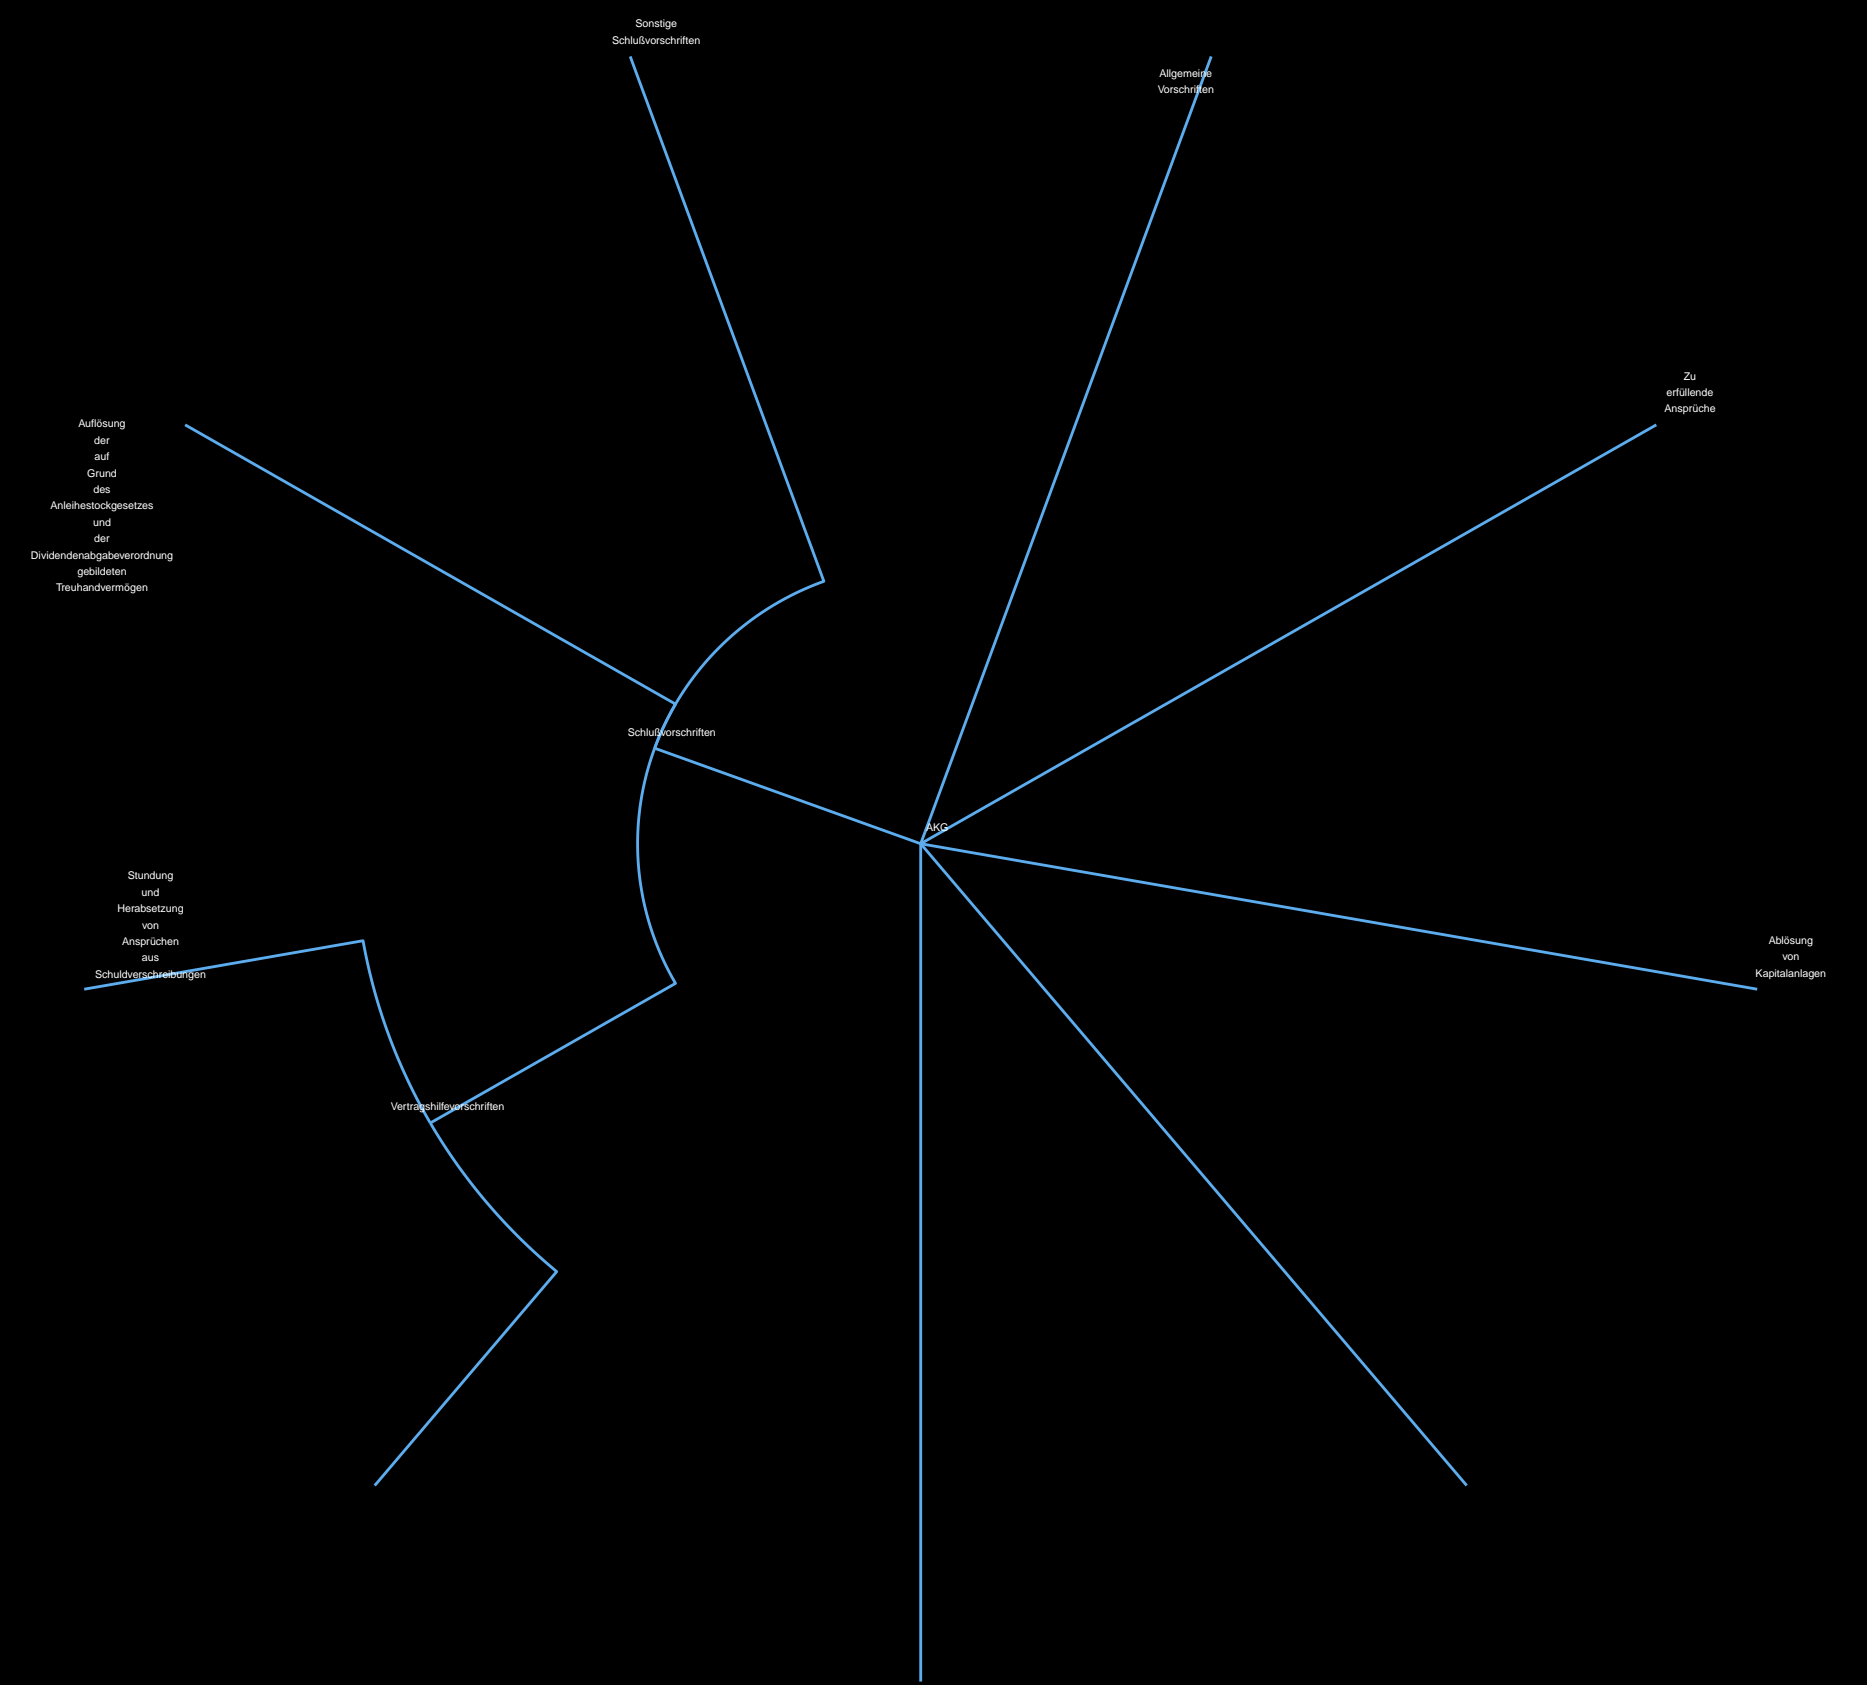 Sonstige
Schlußvorschriften
Allgemeine
Vorschriften
Zu
erfüllende
Ansprüche
Auflösung
der
auf
Grund
des
Anleihestockgesetzes
und
der
Dividendenabgabeverordnung
gebildeten
Treuhandvermögen
Schlußvorschriften
AKG
Stundung
und
Herabsetzung
von
Ansprüchen
aus
Schuldverschreibungen
Ablösung
von
Kapitalanlagen
Vertragshilfevorschriften